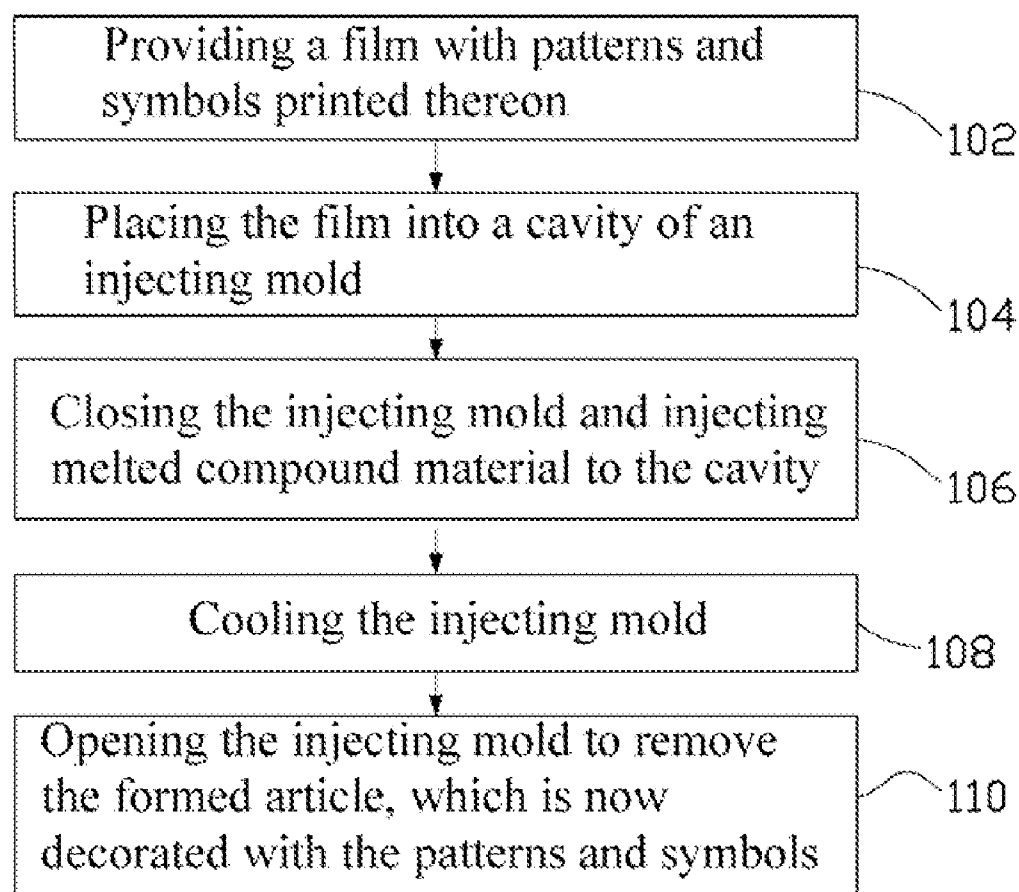 Providing a film with patterns and
symbols printed thereon
102
Placing the film into a cavity of an
injecting mold
104
Closing the injecting mold and injecting
melted compound material to the cavity
106
Cooling the injecting mold
108
Opening the injecting mold to remove
the formed article, which is now
decorated with the patterns and symbols
110